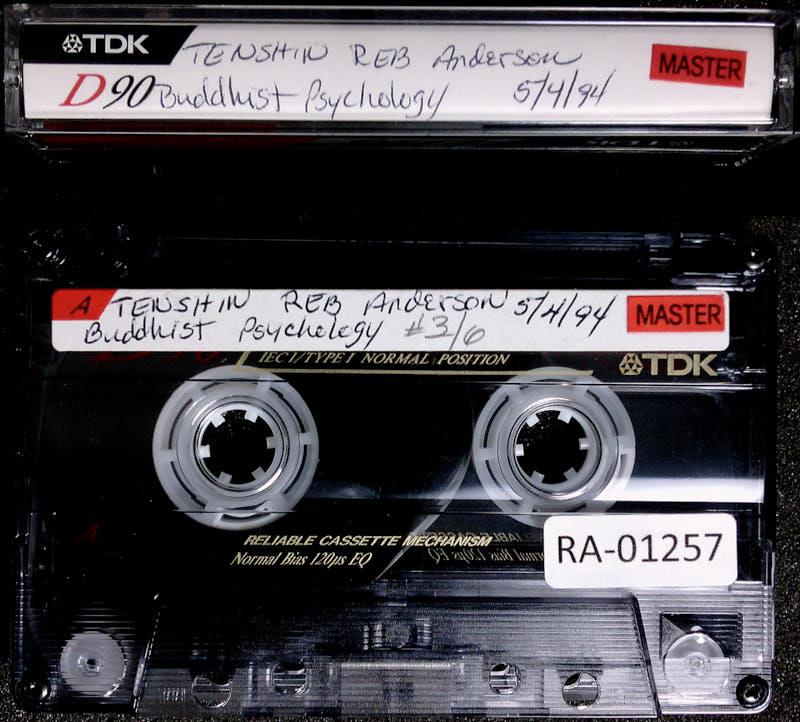 TDK TENSHIN REB Anderson MASTER
D90 Buddhist Psychology 5/4/94
A TENSHIN REB Anderson 5/4/94 MASTER
Buddhist Psychology #3/6
IEC I/TYPE I NORMAL POSITION
TDK
A
RELIABLE CASSETTE MECHANISM
Normal Bias 120µs EQ
RA-01257